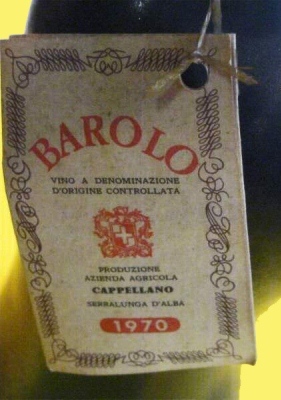 BAROLO
VINO A DENOMINAZIONE
D'ORIGINE CONTROLLATA
PRODUZIONE
AZIENDA AGRICOLA
CAPPELLANO
SERRALUNGA D'ALBA
1970